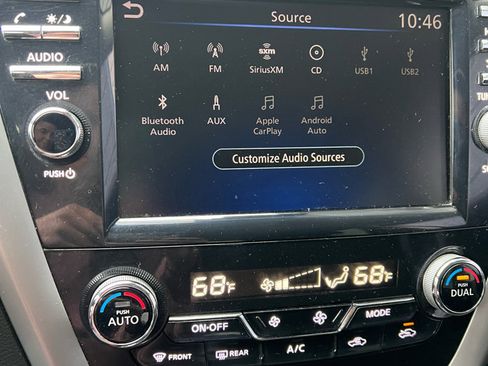 Source
10:46
AUDIO
VOL
PUSH
AM
FM
sxm
SiriusXM
CD
USB1
USB2
Bluetooth
Audio
AUX
Apple
CarPlay
Android
Auto
Customize Audio Sources
68°F
68°F
PUSH
AUTO
PUSH
DUAL
ON·OFF
MODE
FRONT
REAR
A/C